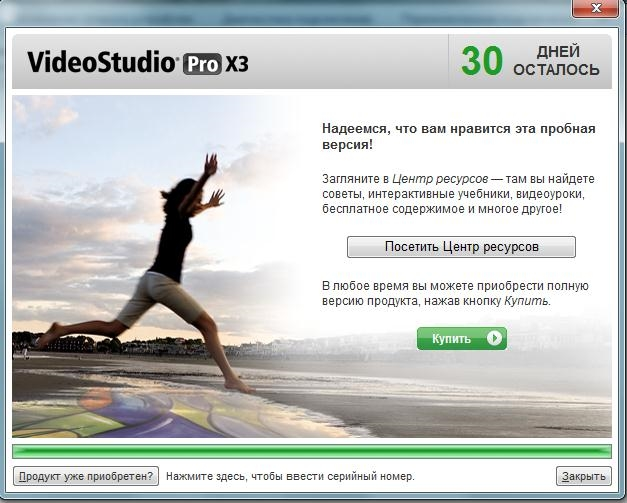 VideoStudio® Pro X3
30 ДНЕЙ
ОСТАЛОСЬ
Надеемся, что вам нравится эта пробная
версия!
Загляните в Центр ресурсов — там вы найдете
советы, интерактивные учебники, видеоуроки,
бесплатное содержимое и многое другое!
Посетить Центр ресурсов
В любое время вы можете приобрести полную
версию продукта, нажав кнопку Купить.
Купить
Продукт уже приобретен?
Нажмите здесь, чтобы ввести серийный номер.
Закрыть